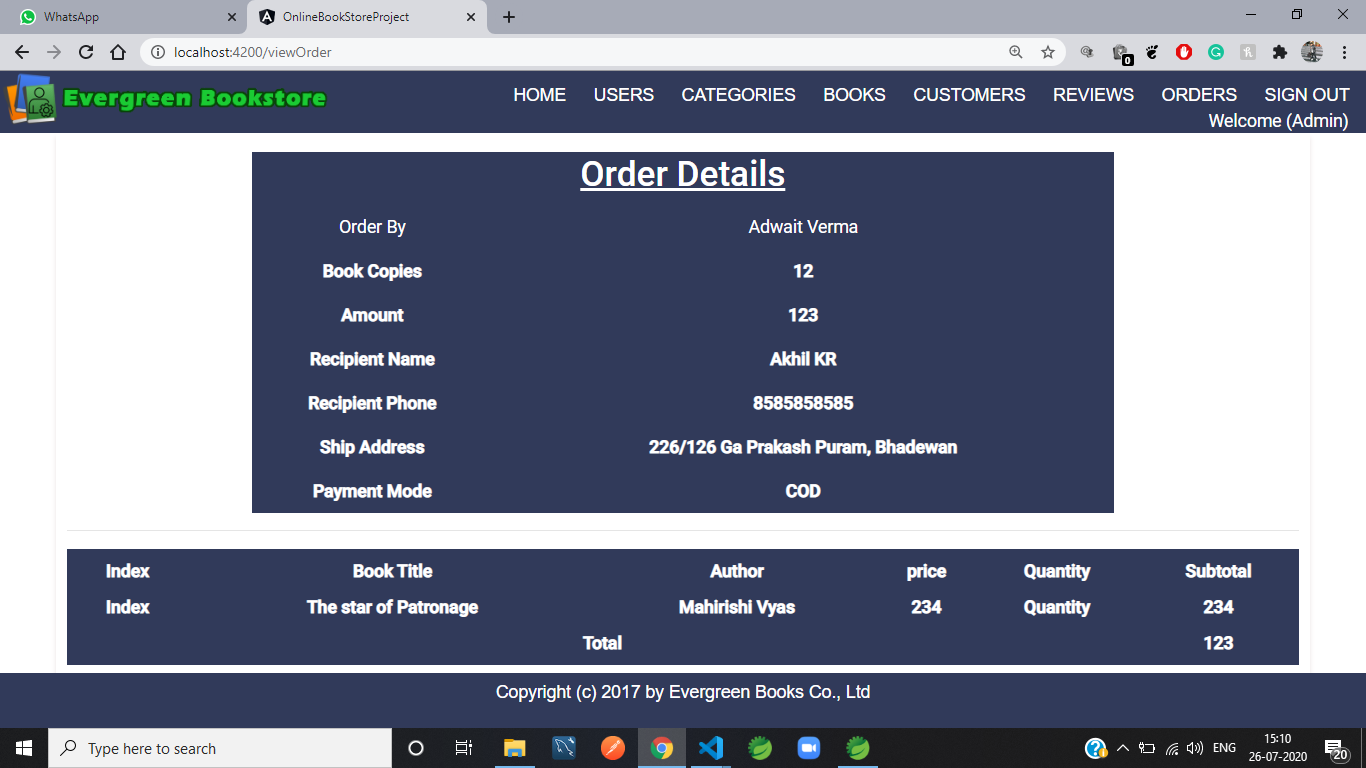 WhatsApp
OnlineBookStoreProject
localhost:4200/viewOrder
0
Evergreen Bookstore
HOME USERS CATEGORIES BOOKS CUSTOMERS REVIEWS ORDERS SIGN OUT
Welcome (Admin)
Order Details
Order By Adwait Verma
Book Copies 12
Amount 123
Recipient Name Akhil KR
Recipient Phone 8585858585
Ship Address 226/126 Ga Prakash Puram, Bhadewan
Payment Mode COD
Index Book Title Author price Quantity Subtotal
Index The star of Patronage Mahirishi Vyas 234 Quantity 234
Total 123
Copyright (c) 2017 by Evergreen Books Co., Ltd
Type here to search
ENG
15:10
26-07-2020
20